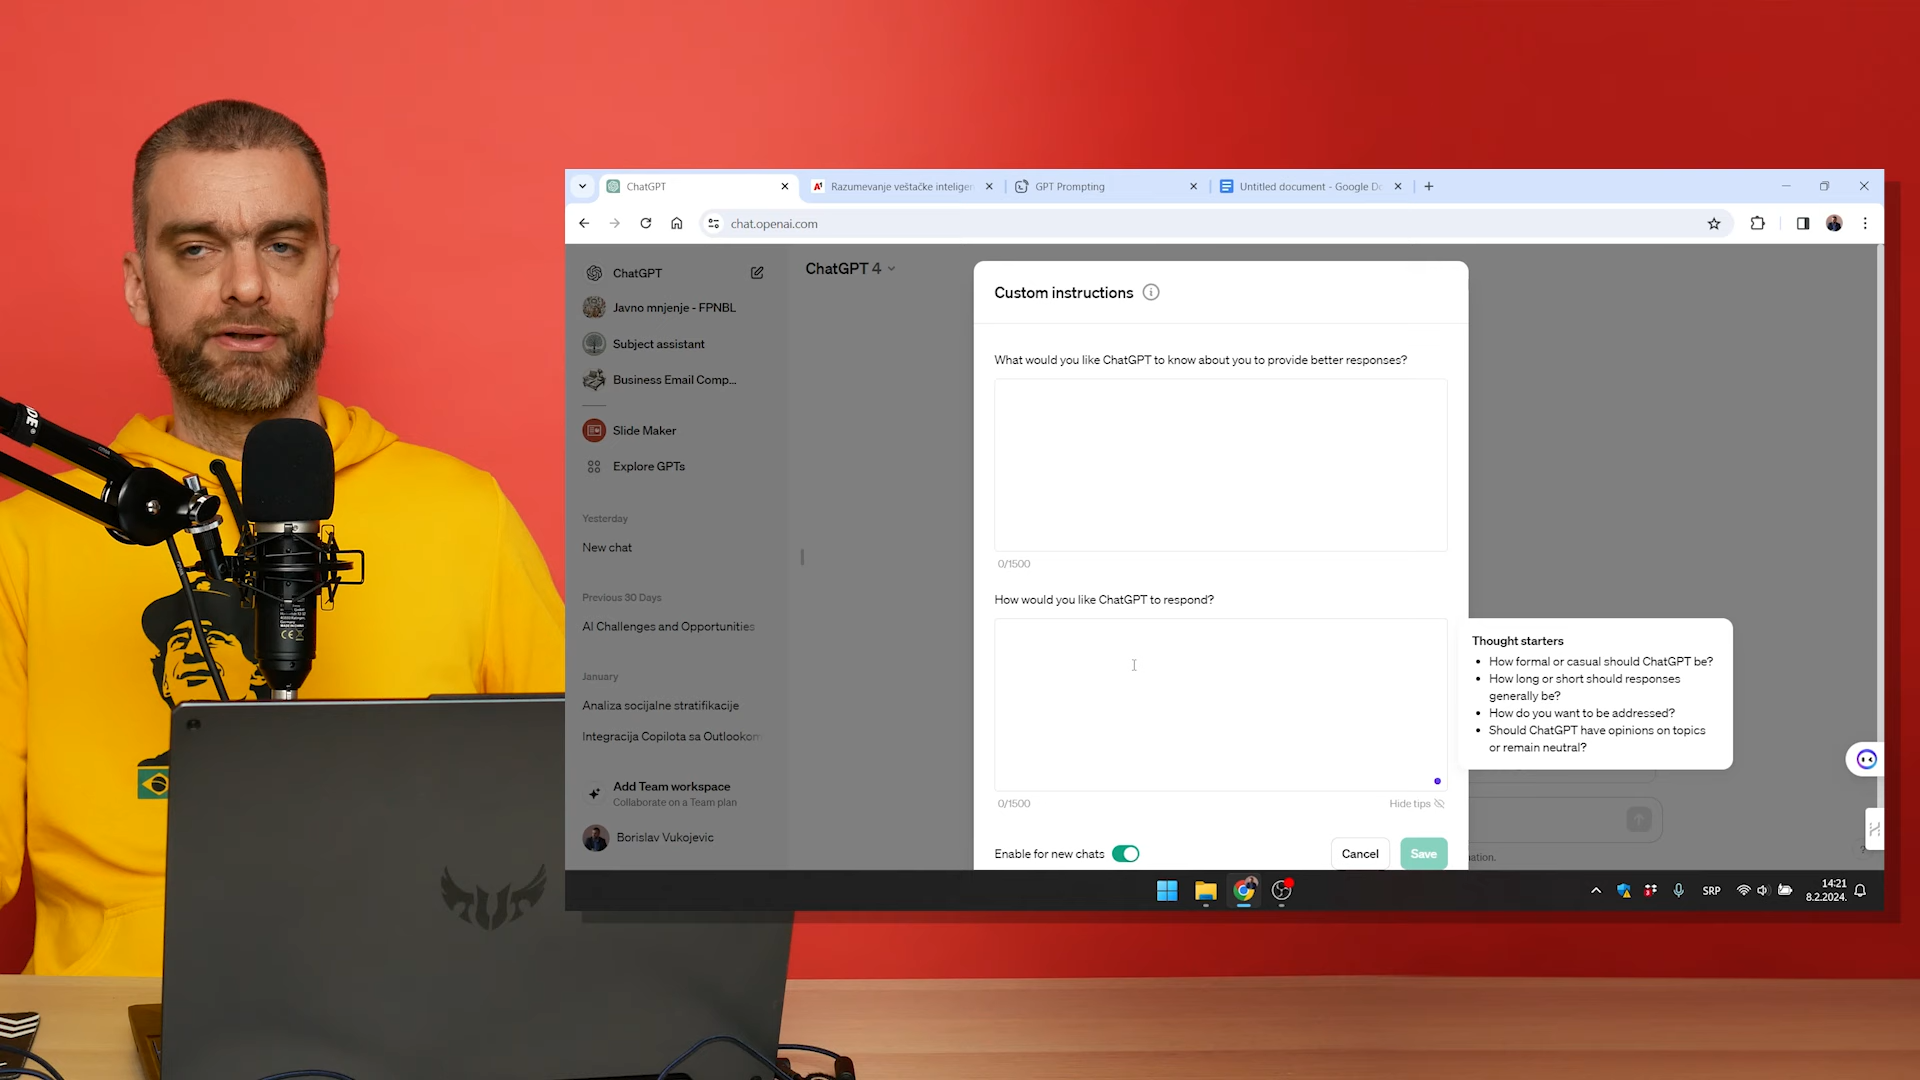 ChatGPT
Razumevanje veštačke inteligen
GPT Prompting
Untitled document - Google Do
chat.openai.com
ChatGPT
Javno mnjenje - FPNBL
Subject assistant
Business Email Comp...
Slide Maker
Explore GPTs
Yesterday
New chat
Previous 30 Days
AI Challenges and Opportunities
January
Analiza socijalne stratifikacije
Integracija Copilota sa Outlookom
Add Team workspace
Collaborate on a Team plan
Borislav Vukojevic
ChatGPT 4
Custom instructions
What would you like ChatGPT to know about you to provide better responses?
0/1500
How would you like ChatGPT to respond?
0/1500
Hide tips
Enable for new chats
Cancel
Save
Thought starters
How formal or casual should ChatGPT be?
How long or short should responses
generally be?
How do you want to be addressed?
Should ChatGPT have opinions on topics
or remain neutral?
SRP
14:21
8.2.2024.